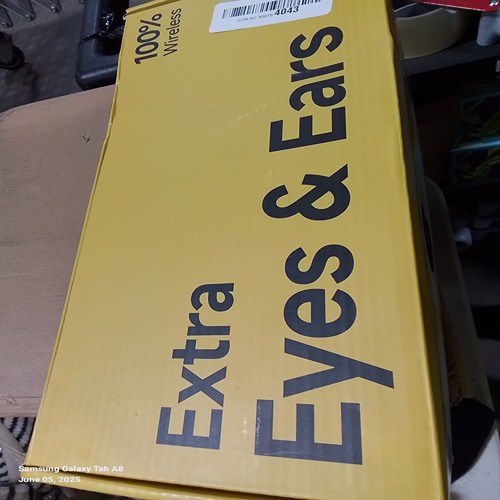 100%
Wireless
4043
Extra
Eyes & Ears
Samsung Galaxy Tab A8
June 05, 2025